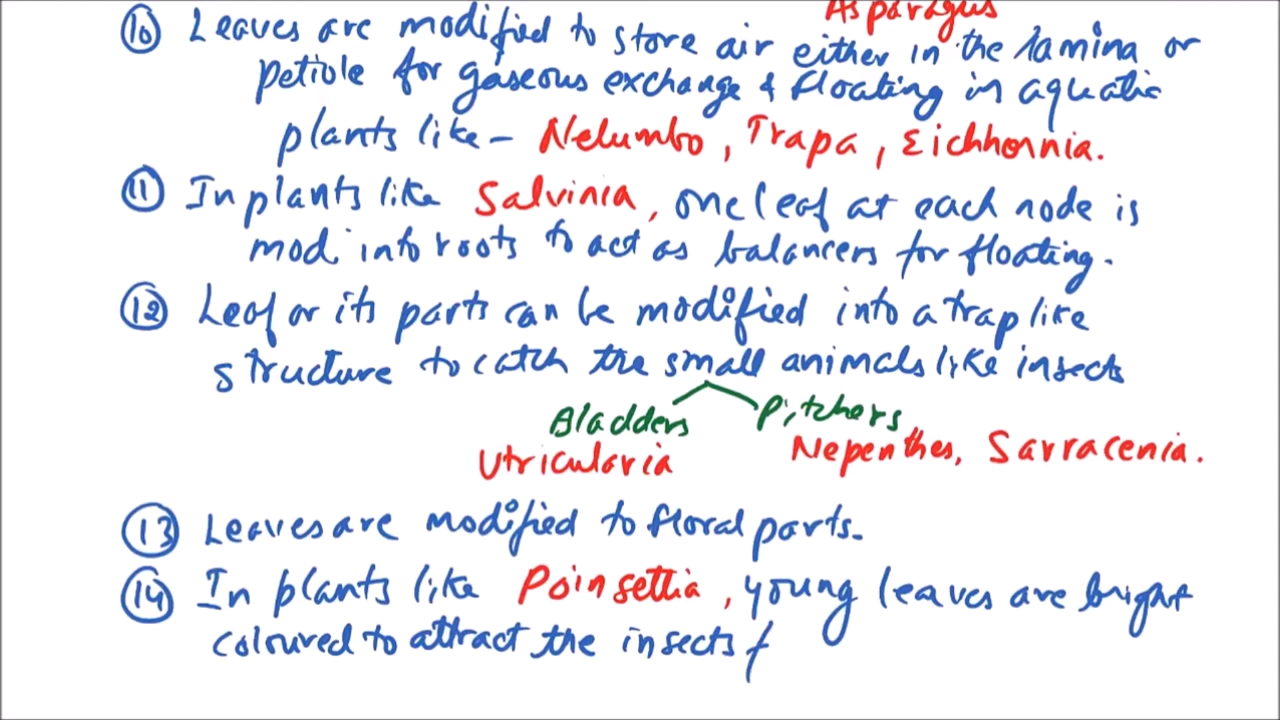 Asparagus
⑩ Leaves are modified to store air either in the lamina or
petiole for gaseous exchange & floating in aquatic
plants like - Nelumbo, Trapa, Eichhornia.
⑪ In plants like Salvinia, one leaf at each node is
mod. into roots to act as balancers for floating.
⑫ Leaf or its parts can be modified into a trap like
structure to catch the small animals like insects
Bladders Pitchers
Utricularia Nepenthes, Sarracenia.
⑬ Leaves are modified to floral parts.
⑭ In plants like Poinsettia, young leaves are bright
coloured to attract the insects f